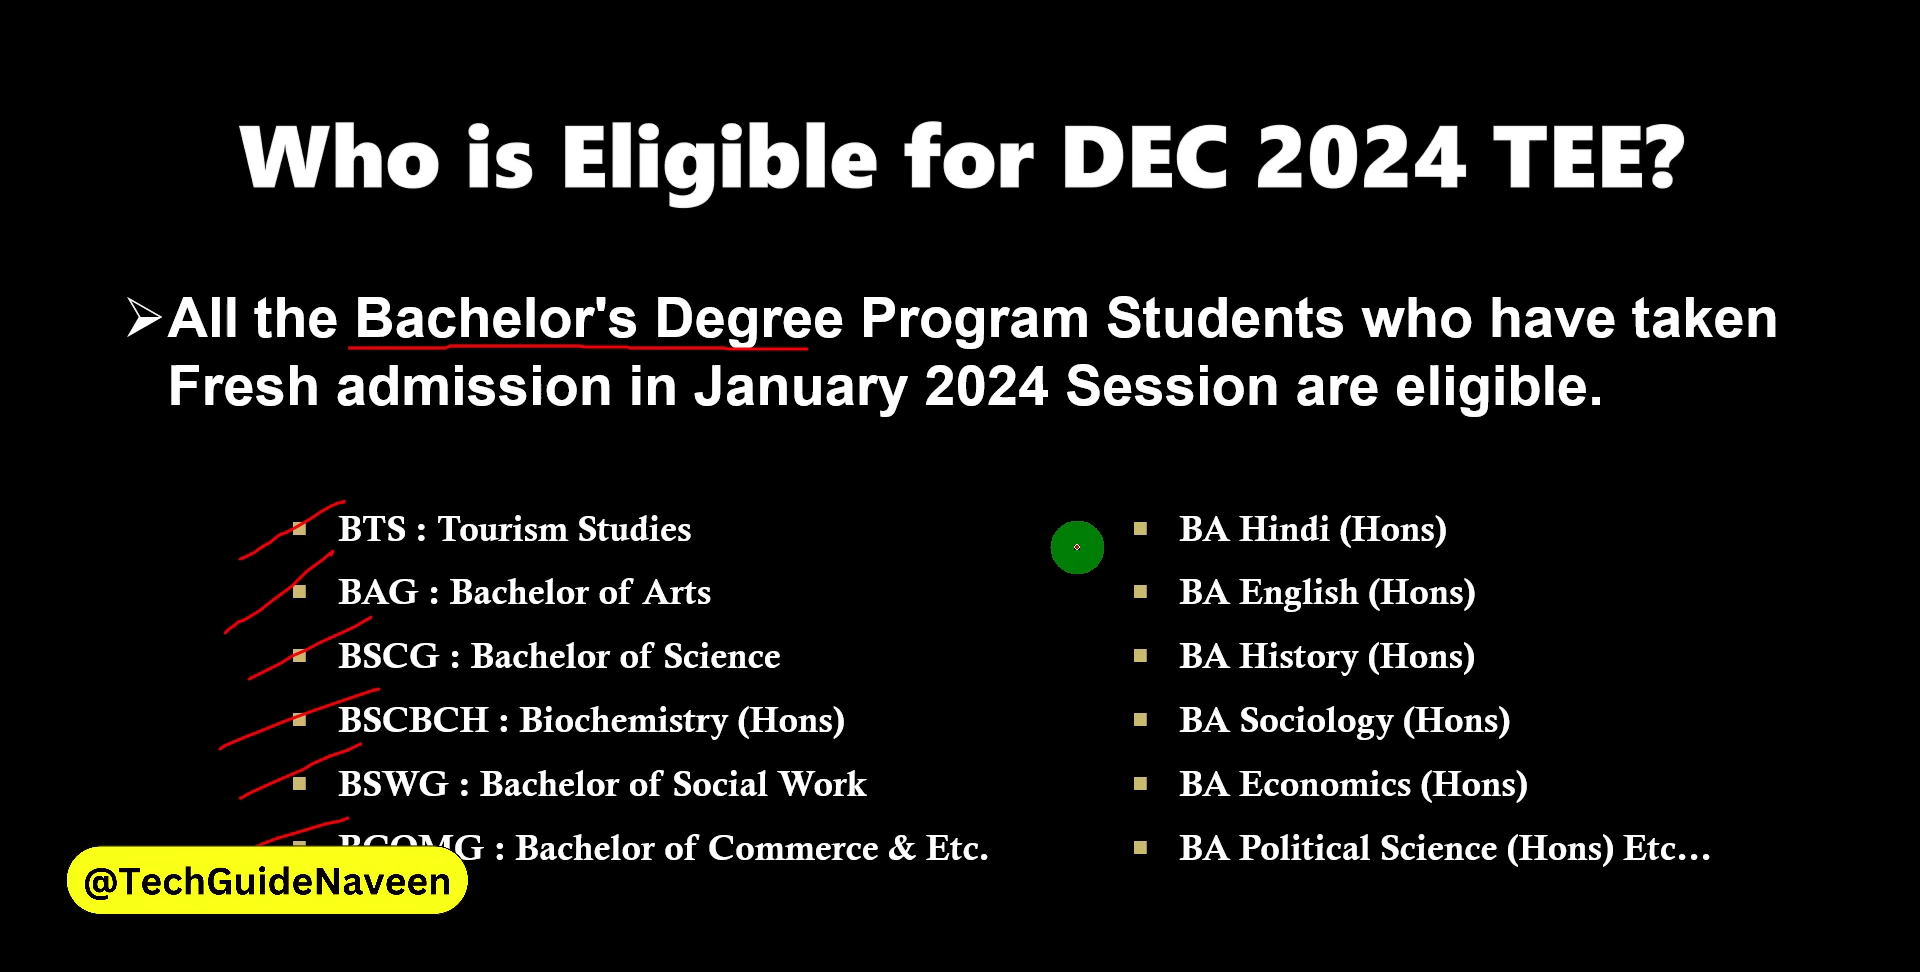 Who is Eligible for DEC 2024 TEE?
All the Bachelor's Degree Program Students who have taken
Fresh admission in January 2024 Session are eligible.
BTS : Tourism Studies
BAG : Bachelor of Arts
BSCG : Bachelor of Science
BSCBCH : Biochemistry (Hons)
BSWG : Bachelor of Social Work
BCOMG : Bachelor of Commerce & Etc.
BA Hindi (Hons)
BA English (Hons)
BA History (Hons)
BA Sociology (Hons)
BA Economics (Hons)
BA Political Science (Hons) Etc...
@TechGuideNaveen